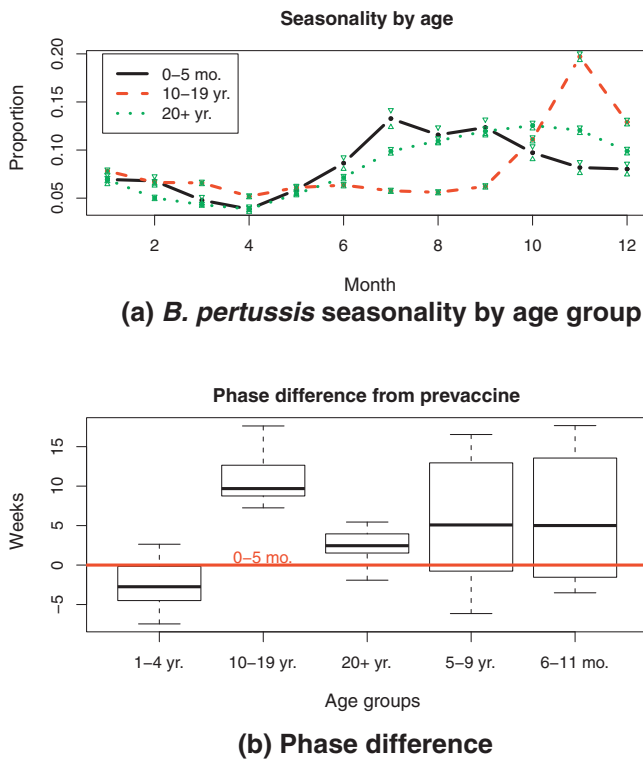 Seasonality by age
Proportion
0.20
0.15
0.10
0.05
0−5 mo.
10−19 yr.
20+ yr.
2 4 6 8 10 12
Month
(a) B. pertussis seasonality by age group
Phase difference from prevaccine
Weeks
15
10
5
0
−5
0−5 mo.
1−4 yr. 10−19 yr. 20+ yr. 5−9 yr. 6−11 mo.
Age groups
(b) Phase difference